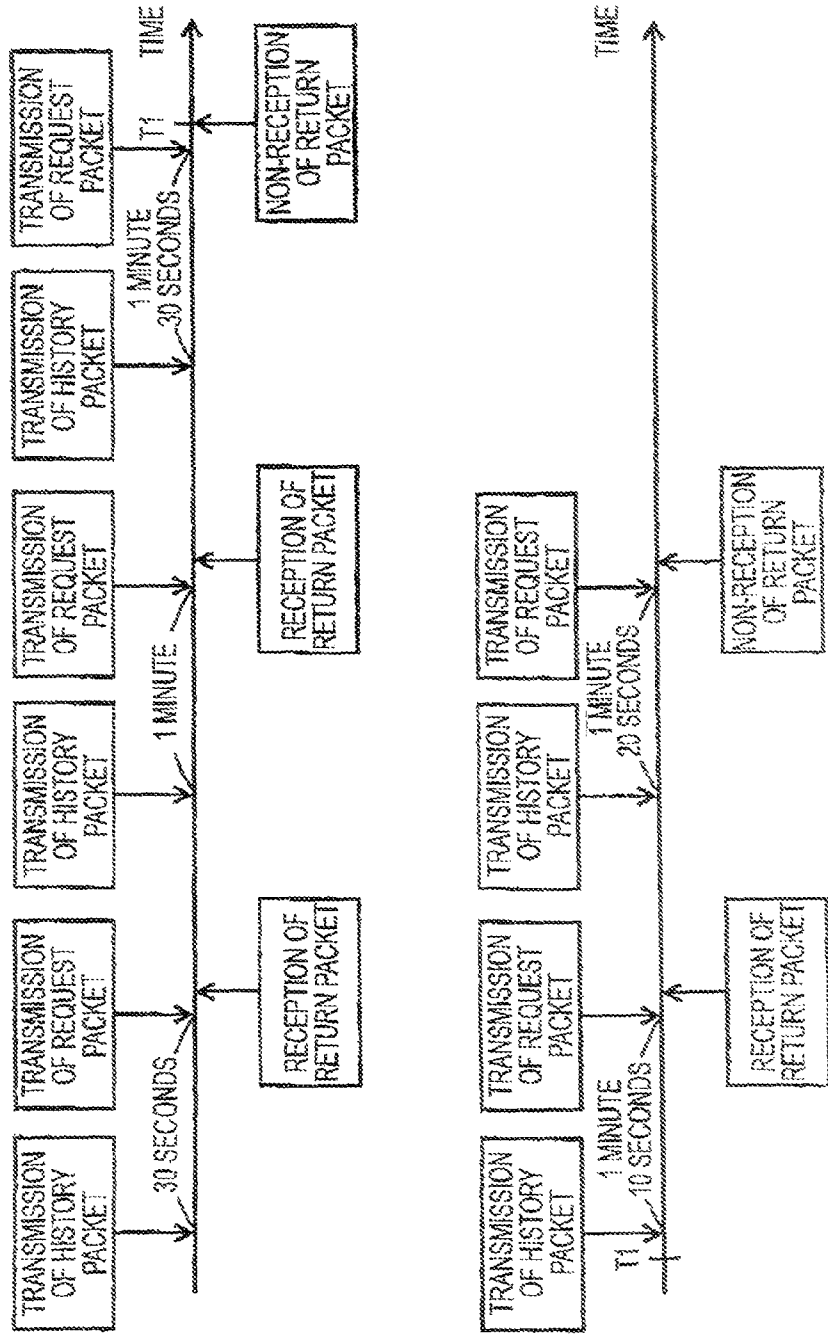 TRANSMISSION
OF HISTORY
PACKET
TRANSMISSION
OF REQUEST
PACKET
TRANSMISSION
OF HISTORY
PACKET
TRANSMISSION
OF REQUEST
PACKET
TRANSMISSION
OF HISTORY
PACKET
TRANSMISSION
OF REQUEST
PACKET
30 SECONDS
1 MINUTE
1 MINUTE
30 SECONDS
T1
TIME
RECEPTION OF
RETURN PACKET
RECEPTION OF
RETURN PACKET
NON-RECEPTION
OF RETURN
PACKET
TRANSMISSION
OF HISTORY
PACKET
TRANSMISSION
OF REQUEST
PACKET
TRANSMISSION
OF HISTORY
PACKET
TRANSMISSION
OF REQUEST
PACKET
T1
1 MINUTE
10 SECONDS
1 MINUTE
20 SECONDS
TIME
RECEPTION OF
RETURN PACKET
NON-RECEPTION
OF RETURN
PACKET